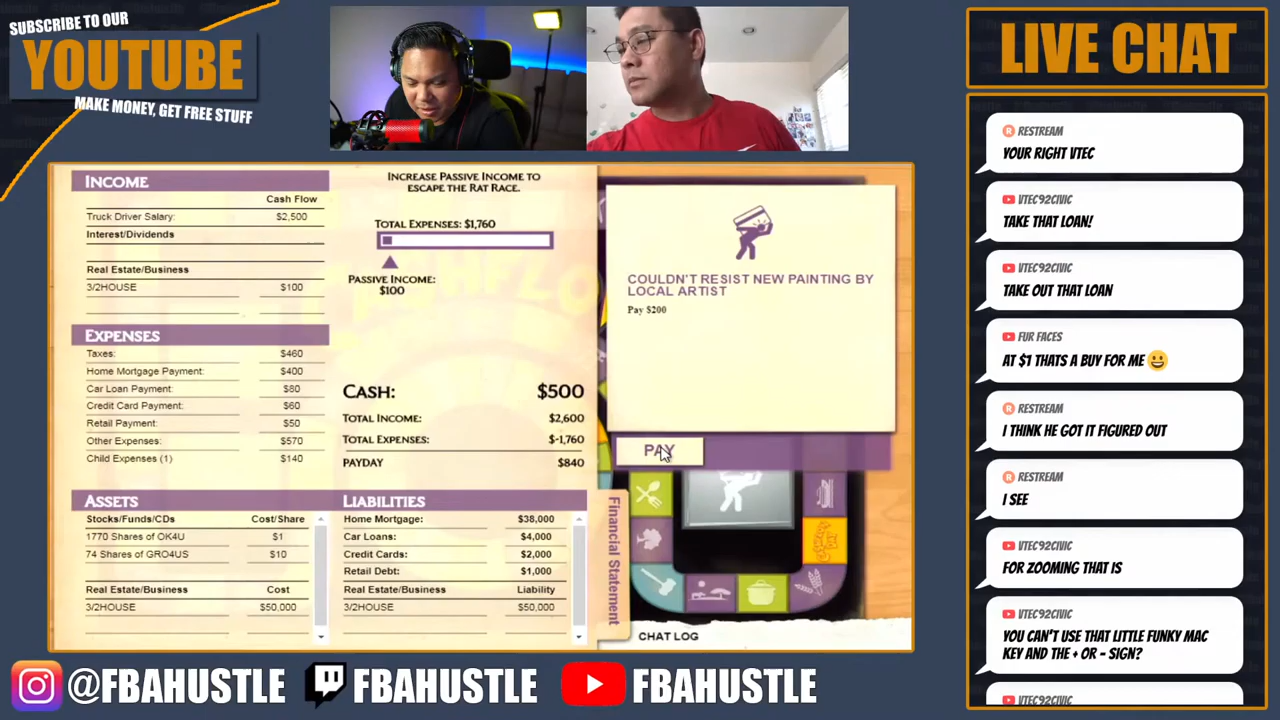 SUBSCRIBE TO OUR
YOUTUBE
MAKE MONEY, GET FREE STUFF
INCOME
Cash Flow
Truck Driver Salary: $2,500
Interest/Dividends
Real Estate/Business
3/2HOUSE $100
EXPENSES
Taxes: $460
Home Mortgage Payment: $400
Car Loan Payment: $80
Credit Card Payment: $60
Retail Payment: $50
Other Expenses: $570
Child Expenses (1) $140
ASSETS
Stocks/Funds/CDs Cost/Share
1770 Shares of OK4U $1
74 Shares of GRO4US $10
Real Estate/Business Cost
3/2HOUSE $50,000
INCREASE PASSIVE INCOME TO
ESCAPE THE RAT RACE.
TOTAL EXPENSES: $1,760
PASSIVE INCOME:
$100
CASH: $500
TOTAL INCOME: $2,600
TOTAL EXPENSES: $-1,760
PAYDAY $840
LIABILITIES
Home Mortgage: $38,000
Car Loans: $4,000
Credit Cards: $2,000
Retail Debt: $1,000
Real Estate/Business Liability
3/2HOUSE $50,000
Financial Statement
COULDN'T RESIST NEW PAINTING BY
LOCAL ARTIST
Pay $200
PAY
CHAT LOG
LIVE CHAT
RESTREAM
YOUR RIGHT VTEC
VTEC92CIVIC
TAKE THAT LOAN!
VTEC92CIVIC
TAKE OUT THAT LOAN
FUR FACES
AT $1 THATS A BUY FOR ME 😀
RESTREAM
I THINK HE GOT IT FIGURED OUT
RESTREAM
I SEE
VTEC92CIVIC
FOR ZOOMING THAT IS
VTEC92CIVIC
YOU CAN'T USE THAT LITTLE FUNKY MAC
KEY AND THE + OR - SIGN?
VTEC92CIVIC
@FBAHUSTLE
FBAHUSTLE
FBAHUSTLE